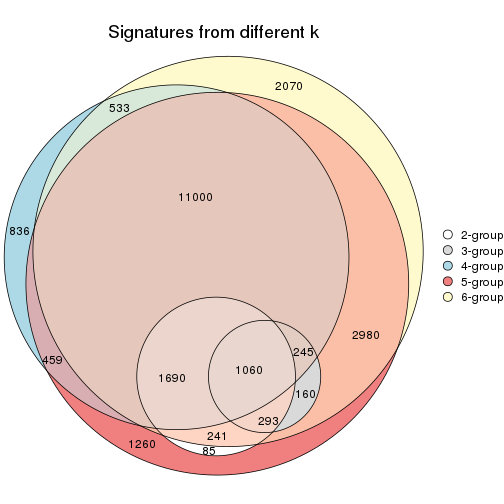 Signatures from different k
2070
533
11000
836
2-group
3-group
4-group
5-group
6-group
2980
245
459
1060
1690
160
293
241
1260
85